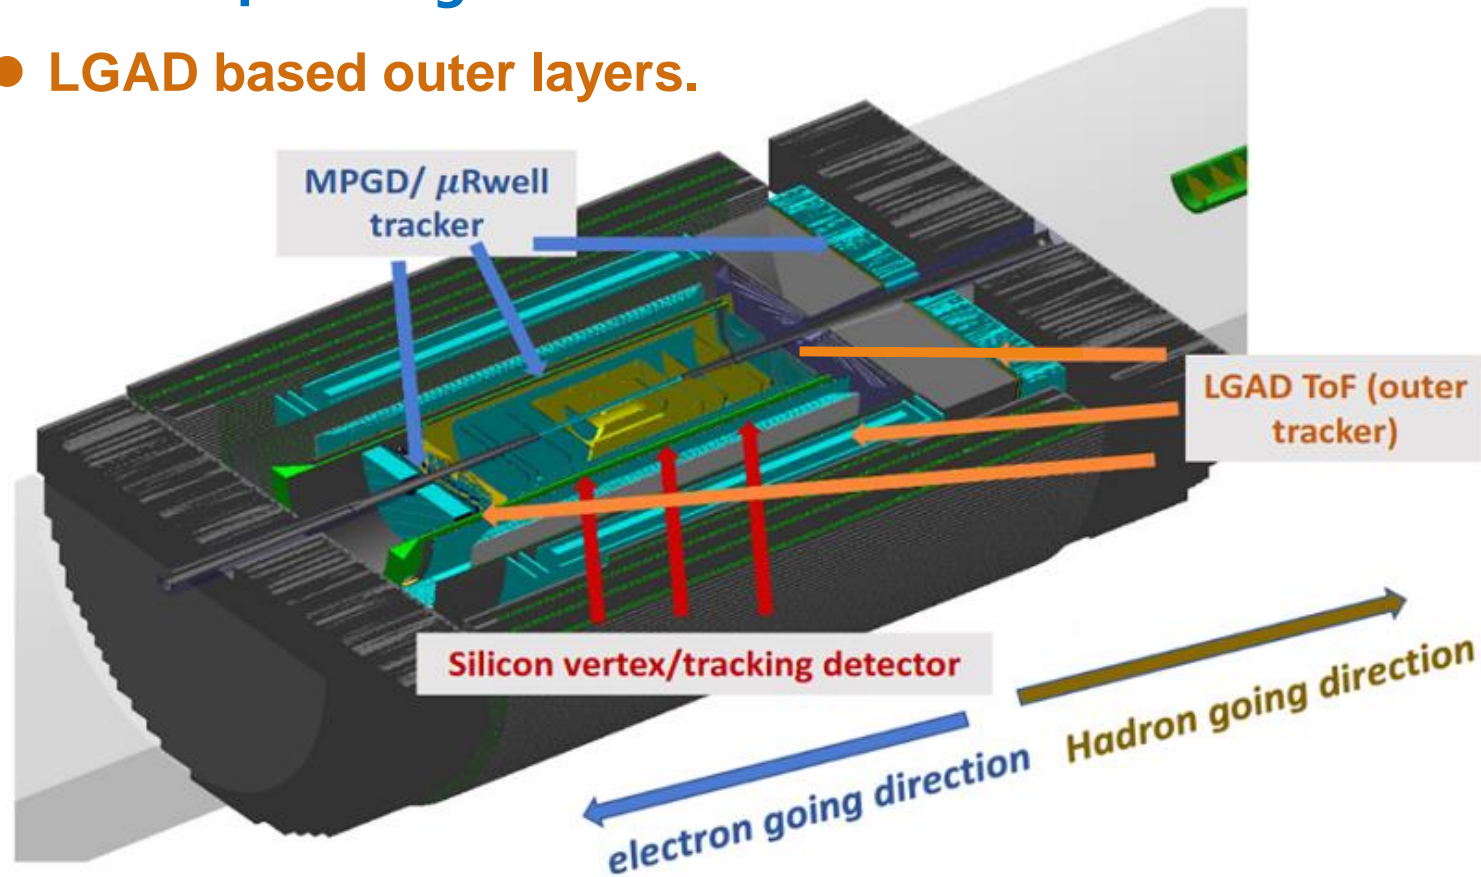 ● LGAD based outer layers.
MPGD/ μRwell
tracker
LGAD ToF (outer
tracker)
Silicon vertex/tracking detector
Hadron going direction
electron going direction